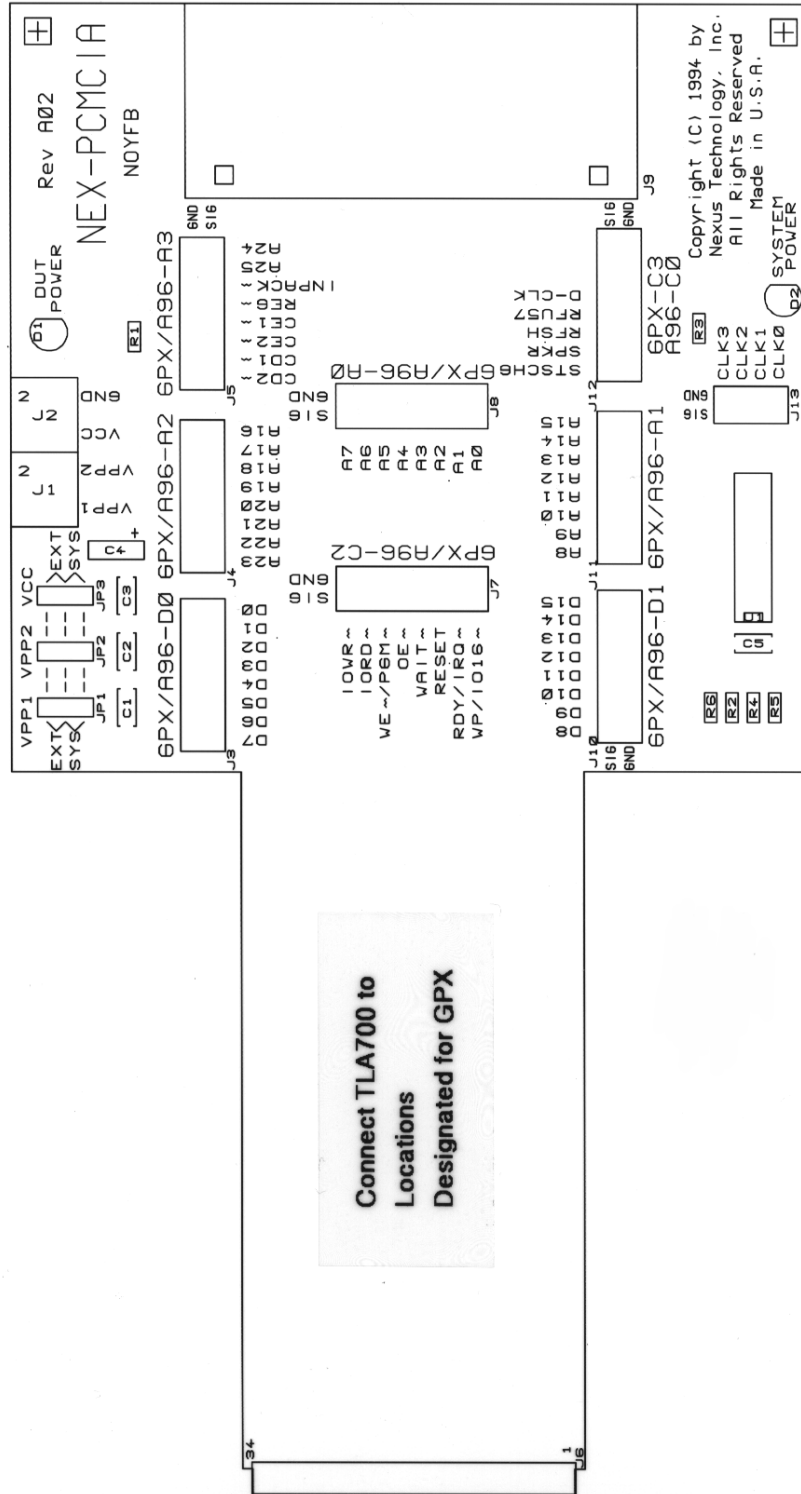 Rev A02
NEX-PCMCIA
NOYFB
D1
DUT
POWER
R1
2
J2
GND
VCC
2
J1
VPP2
VPP1
C4
+
VCC
EXT
SYS
JP3
C3
VPP2
JP2
C2
VPP1
EXT
SYS
JP1
C1
GND
SIG
GPX/A96-A3
J5
A24
A25
INPACK~
REG~
CE1~
CE2~
CD1~
CD2~
GPX/A96-A2
J4
A16
A17
A18
A19
A20
A21
A22
A23
GPX/A96-D0
J3
D0
D1
D2
D3
D4
D5
D6
D7
GPX/A96-A0
SIG
GND
J8
A7
A6
A5
A4
A3
A2
A1
A0
GPX/A96-C2
SIG
GND
J7
IOWR~
IORD~
WE~/PGM~
OE~
WAIT~
RESET
RDY/IRQ~
WP/IO16~
J9
SIG
GND
D-CLK
RFU57
RFSH
SPKR
STSCHG
J12
GPX-C3
A96-C0
A15
A14
A13
A12
A11
A10
A9
A8
J11
GPX/A96-A1
D15
D14
D13
D12
D11
D10
D9
D8
J10
GPX/A96-D1
SIG
GND
Copyright (C) 1994 by
Nexus Technology, Inc.
All Rights Reserved
Made in U.S.A.
D2
SYSTEM
POWER
R3
CLK3
CLK2
CLK1
CLK0
GND
SIG
J13
U1
C5
R6
R2
R4
R5
Connect TLA700 to
Locations
Designated for GPX
34
1
J6